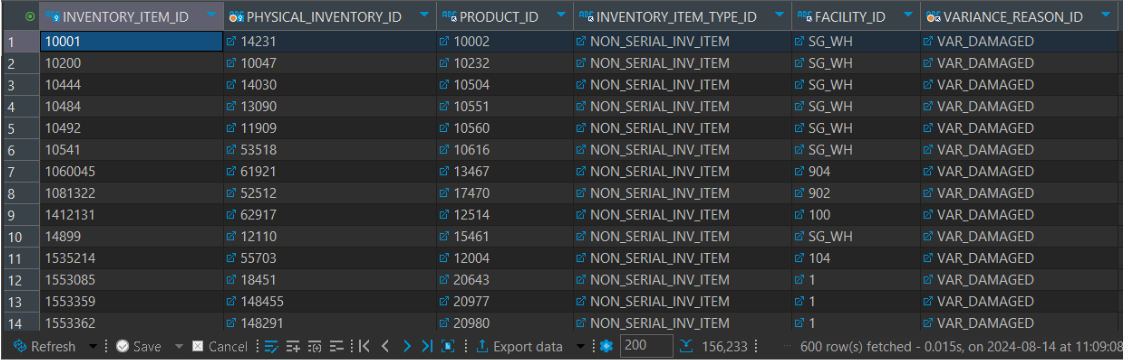 INVENTORY_ITEM_ID PHYSICAL_INVENTORY_ID PRODUCT_ID INVENTORY_ITEM_TYPE_ID FACILITY_ID VARIANCE_REASON_ID
1 10001 14231 10002 NON_SERIAL_INV_ITEM SG_WH VAR_DAMAGED
2 10200 10047 10232 NON_SERIAL_INV_ITEM SG_WH VAR_DAMAGED
3 10444 14030 10504 NON_SERIAL_INV_ITEM SG_WH VAR_DAMAGED
4 10484 13090 10551 NON_SERIAL_INV_ITEM SG_WH VAR_DAMAGED
5 10492 11909 10560 NON_SERIAL_INV_ITEM SG_WH VAR_DAMAGED
6 10541 53518 10616 NON_SERIAL_INV_ITEM SG_WH VAR_DAMAGED
7 1060045 61921 13467 NON_SERIAL_INV_ITEM 904 VAR_DAMAGED
8 1081322 52512 17470 NON_SERIAL_INV_ITEM 902 VAR_DAMAGED
9 1412131 62917 12514 NON_SERIAL_INV_ITEM 100 VAR_DAMAGED
10 14899 12110 15461 NON_SERIAL_INV_ITEM SG_WH VAR_DAMAGED
11 1535214 55703 12004 NON_SERIAL_INV_ITEM 104 VAR_DAMAGED
12 1553085 18451 20643 NON_SERIAL_INV_ITEM 1 VAR_DAMAGED
13 1553359 148455 20977 NON_SERIAL_INV_ITEM 1 VAR_DAMAGED
14 1553362 148291 20980 NON_SERIAL_INV_ITEM 1 VAR_DAMAGED
Refresh Save Cancel Export data 200 156,233 600 row(s) fetched - 0.015s, on 2024-08-14 at 11:09:08